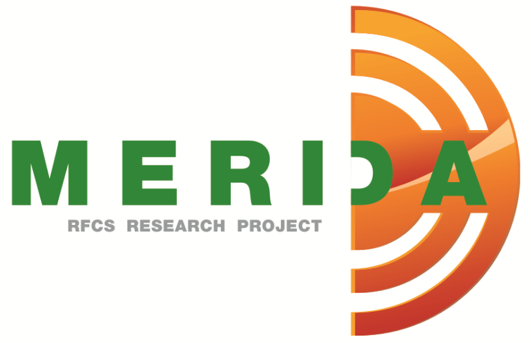 MERIDA
RFCS RESEARCH PROJECT